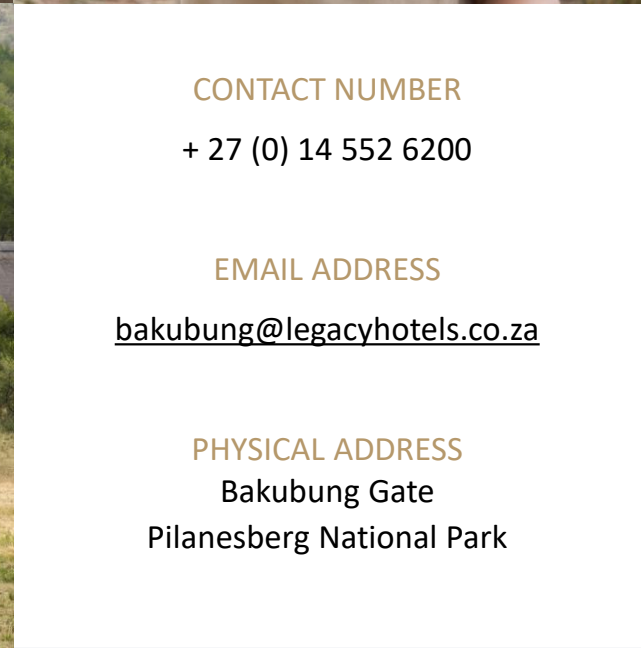 CONTACT NUMBER
+ 27 (0) 14 552 6200
EMAIL ADDRESS
bakubung@legacyhotels.co.za
PHYSICAL ADDRESS
Bakubung Gate
Pilanesberg National Park